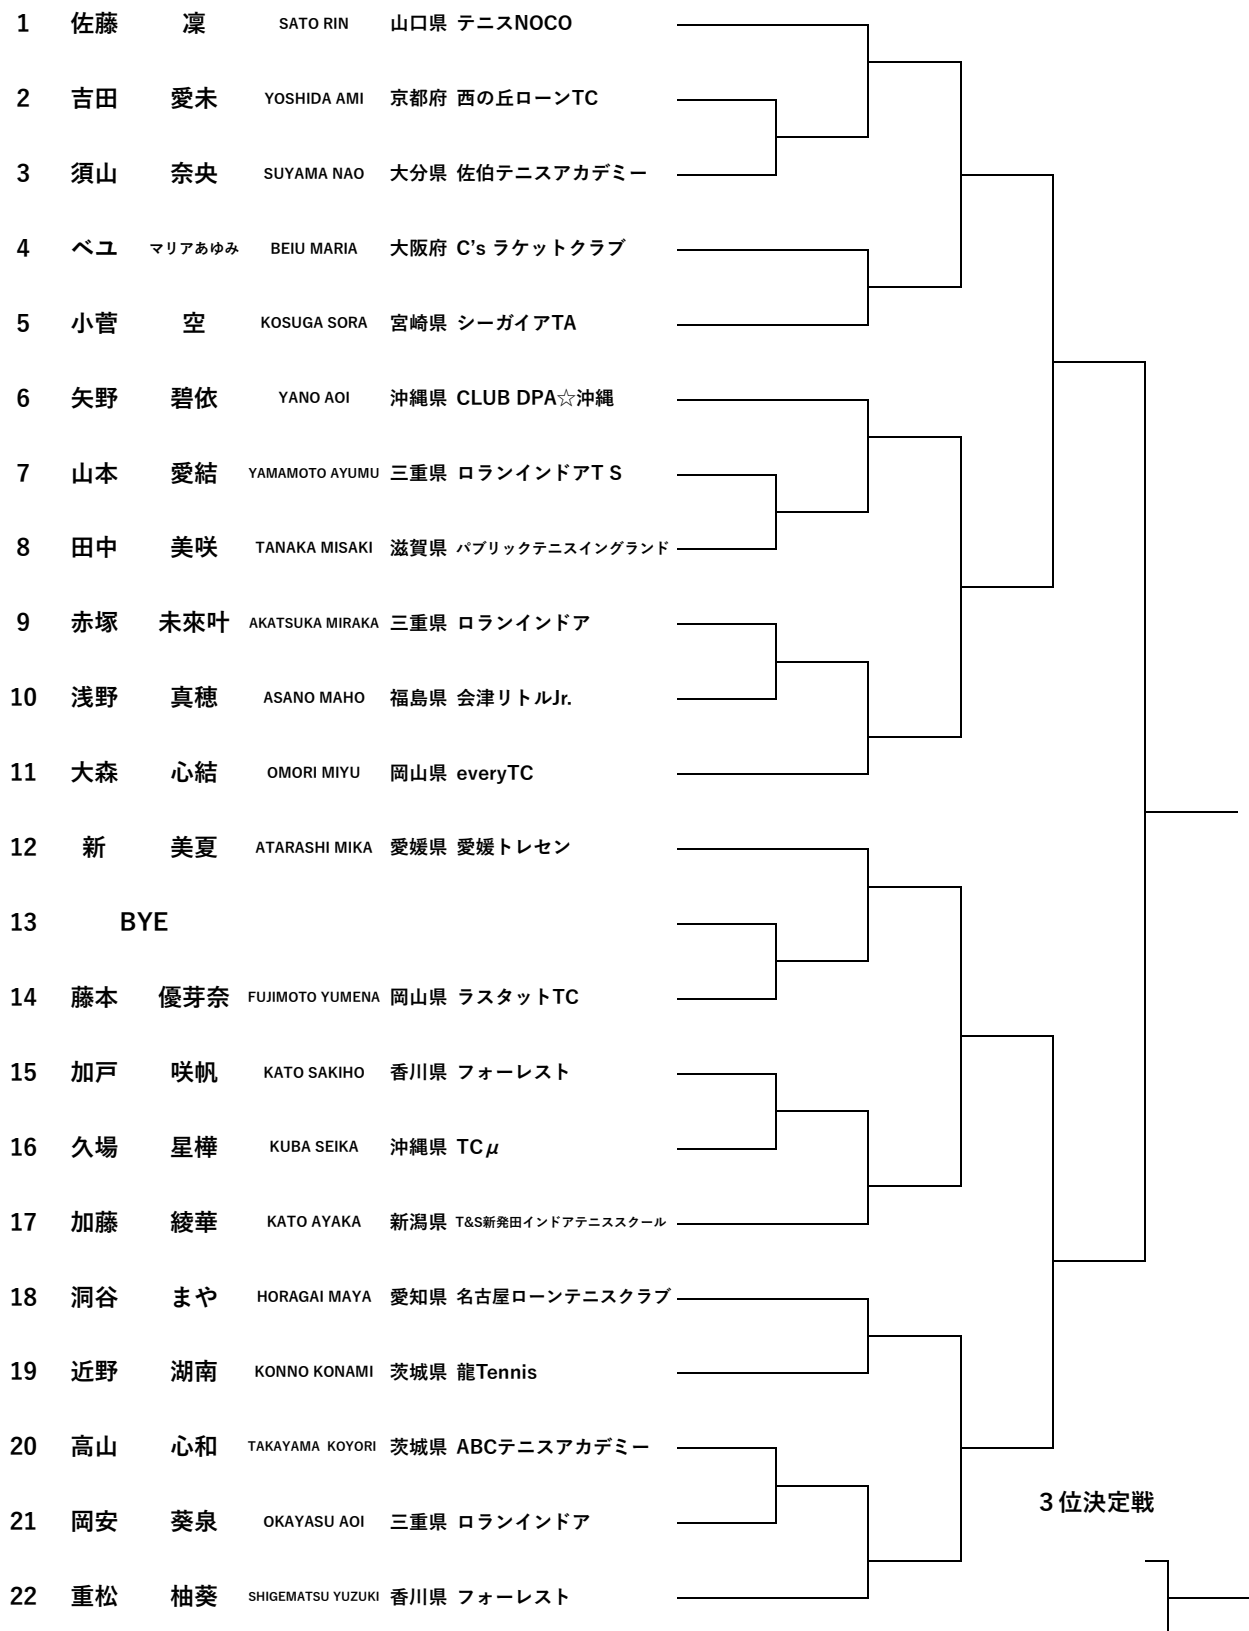 1 佐藤 凜 SATO RIN 山口県 テニスNOCO
2 吉田 愛未 YOSHIDA AMI 京都府 西の丘ローンTC
3 須山 奈央 SUYAMA NAO 大分県 佐伯テニスアカデミー
4 ベユ マリアあゆみ BEIU MARIA 大阪府 C’s ラケットクラブ
5 小菅 空 KOSUGA SORA 宮崎県 シーガイアTA
6 矢野 碧依 YANO AOI 沖縄県 CLUB DPA☆沖縄
7 山本 愛結 YAMAMOTO AYUMU 三重県 ロランインドアT S
8 田中 美咲 TANAKA MISAKI 滋賀県 パブリックテニスイングランド
9 赤塚 未來叶 AKATSUKA MIRAKA 三重県 ロランインドア
10 浅野 真穂 ASANO MAHO 福島県 会津リトルJr.
11 大森 心結 OMORI MIYU 岡山県 everyTC
12 新 美夏 ATARASHI MIKA 愛媛県 愛媛トレセン
13 BYE
14 藤本 優芽奈 FUJIMOTO YUMENA 岡山県 ラスタットTC
15 加戸 咲帆 KATO SAKIHO 香川県 フォーレスト
16 久場 星樺 KUBA SEIKA 沖縄県 TCμ
17 加藤 綾華 KATO AYAKA 新潟県 T&S新発田インドアテニススクール
18 洞谷 まや HORAGAI MAYA 愛知県 名古屋ローンテニスクラブ
19 近野 湖南 KONNO KONAMI 茨城県 龍Tennis
20 高山 心和 TAKAYAMA KOYORI 茨城県 ABCテニスアカデミー
3位決定戦
21 岡安 葵泉 OKAYASU AOI 三重県 ロランインドア
22 重松 柚葵 SHIGEMATSU YUZUKI 香川県 フォーレスト